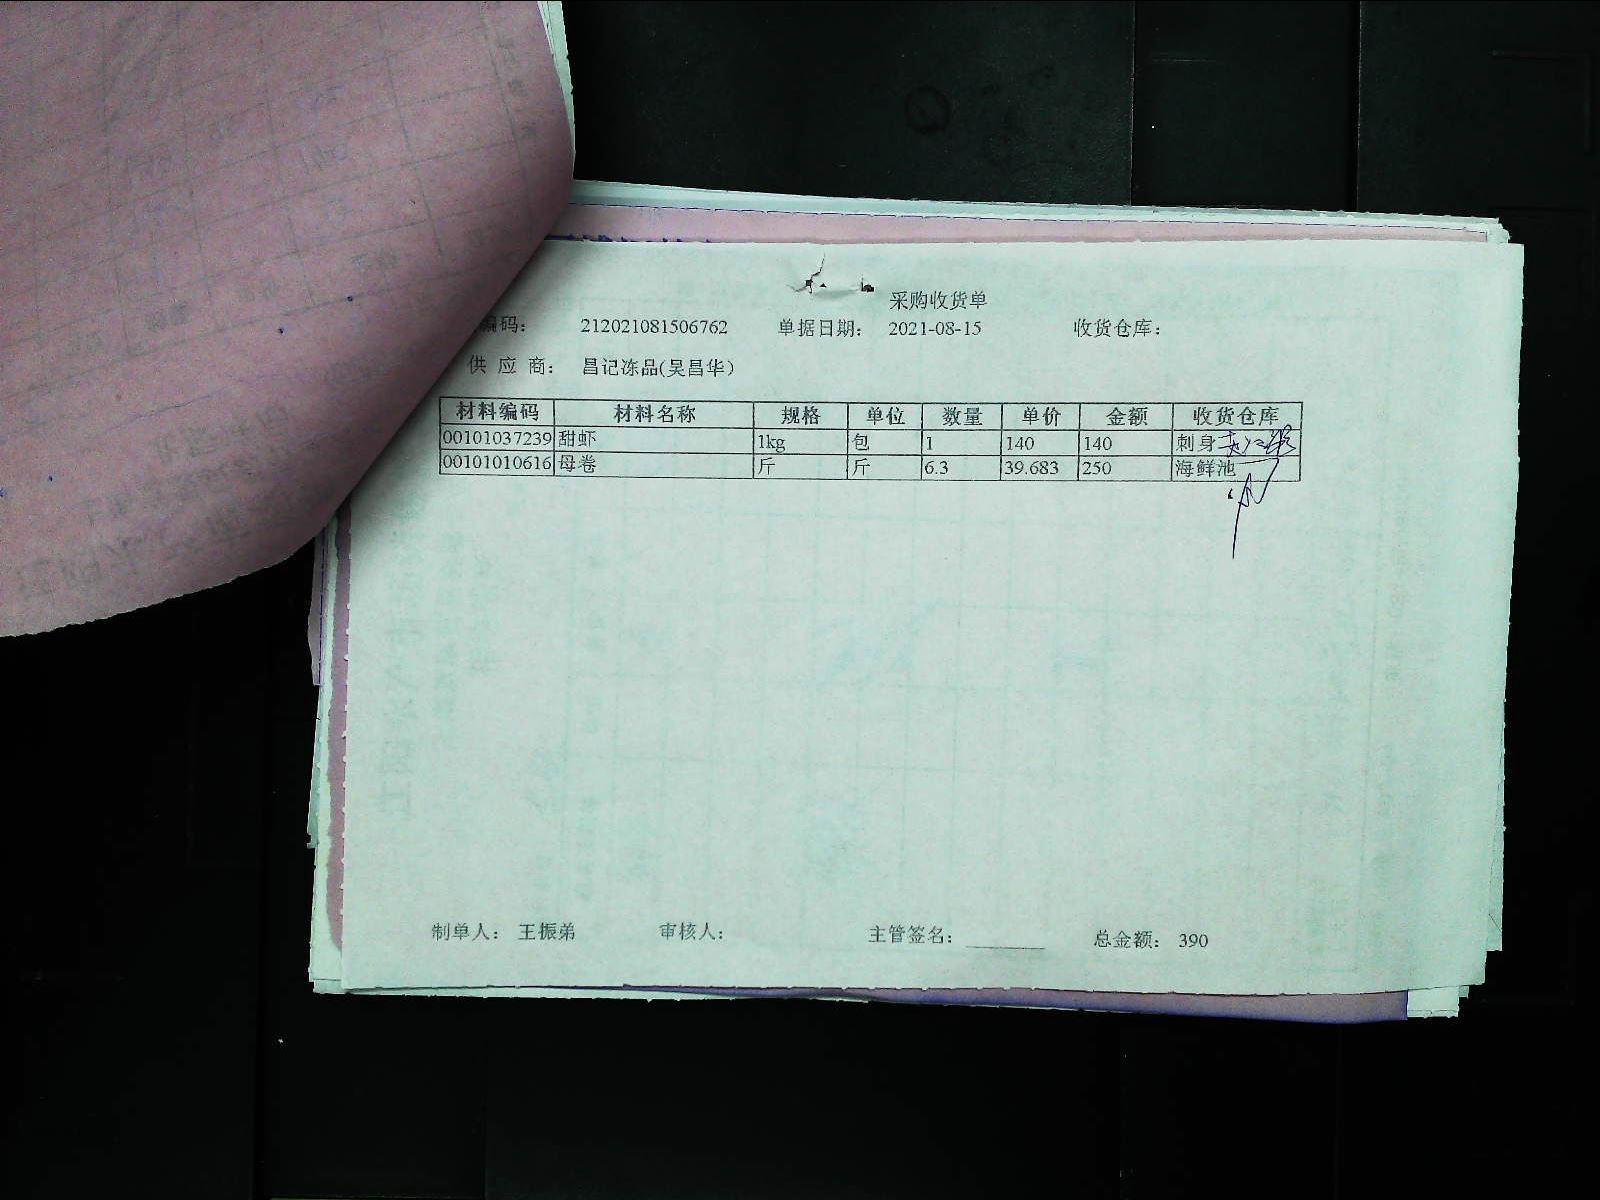 采购收货单
编码： 212021081506762 单据日期： 2021-08-15 收货仓库：
供 应 商： 昌记冻品(吴昌华)
材料编码 材料名称 规格 单位 数量 单价 金额 收货仓库
00101037239 甜虾 1kg 包 1 140 140 刺身
00101010616 母卷 斤 斤 6.3 39.683 250 海鲜池
制单人： 王振弟 审核人： 主管签名： 总金额： 390